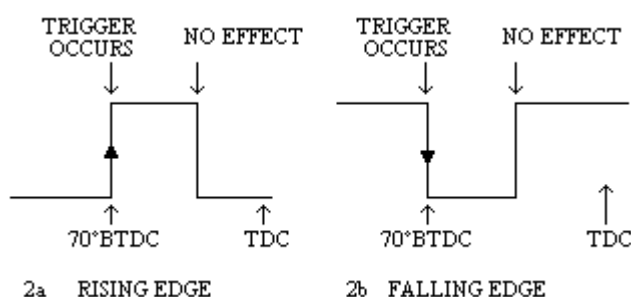 TRIGGER
OCCURS
NO EFFECT
TRIGGER
OCCURS
NO EFFECT
70°BTDC
TDC
70°BTDC
TDC
2a RISING EDGE
2b FALLING EDGE